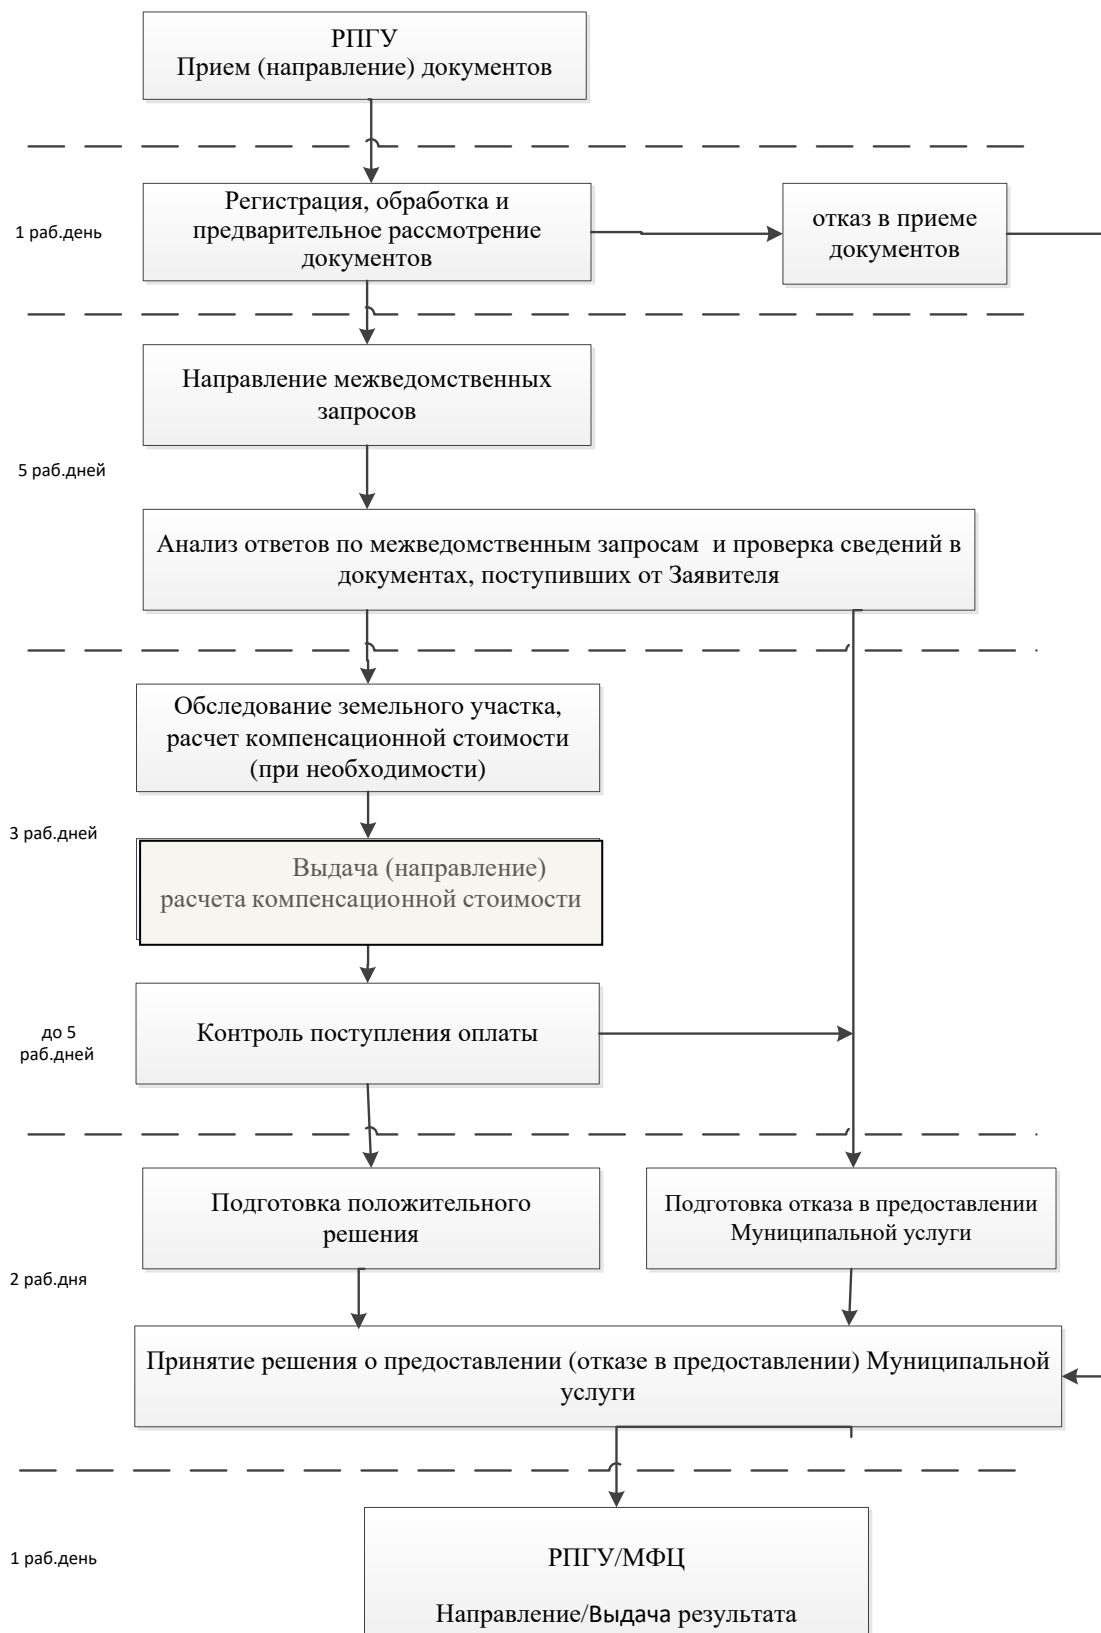 РПГУ
Прием (направление) документов
1 раб.день
Регистрация, обработка и
предварительное рассмотрение
документов
отказ в приеме
документов
Направление межведомственных
запросов
5 раб.дней
Анализ ответов по межведомственным запросам и проверка сведений в
документах, поступивших от Заявителя
Обследование земельного участка,
расчет компенсационной стоимости
(при необходимости)
3 раб.дней
Выдача (направление)
расчета компенсационной стоимости
до 5
раб.дней
Контроль поступления оплаты
Подготовка положительного
решения
Подготовка отказа в предоставлении
Муниципальной услуги
2 раб.дня
Принятие решения о предоставлении (отказе в предоставлении) Муниципальной
услуги
1 раб.день
РПГУ/МФЦ
Направление/Выдача результата